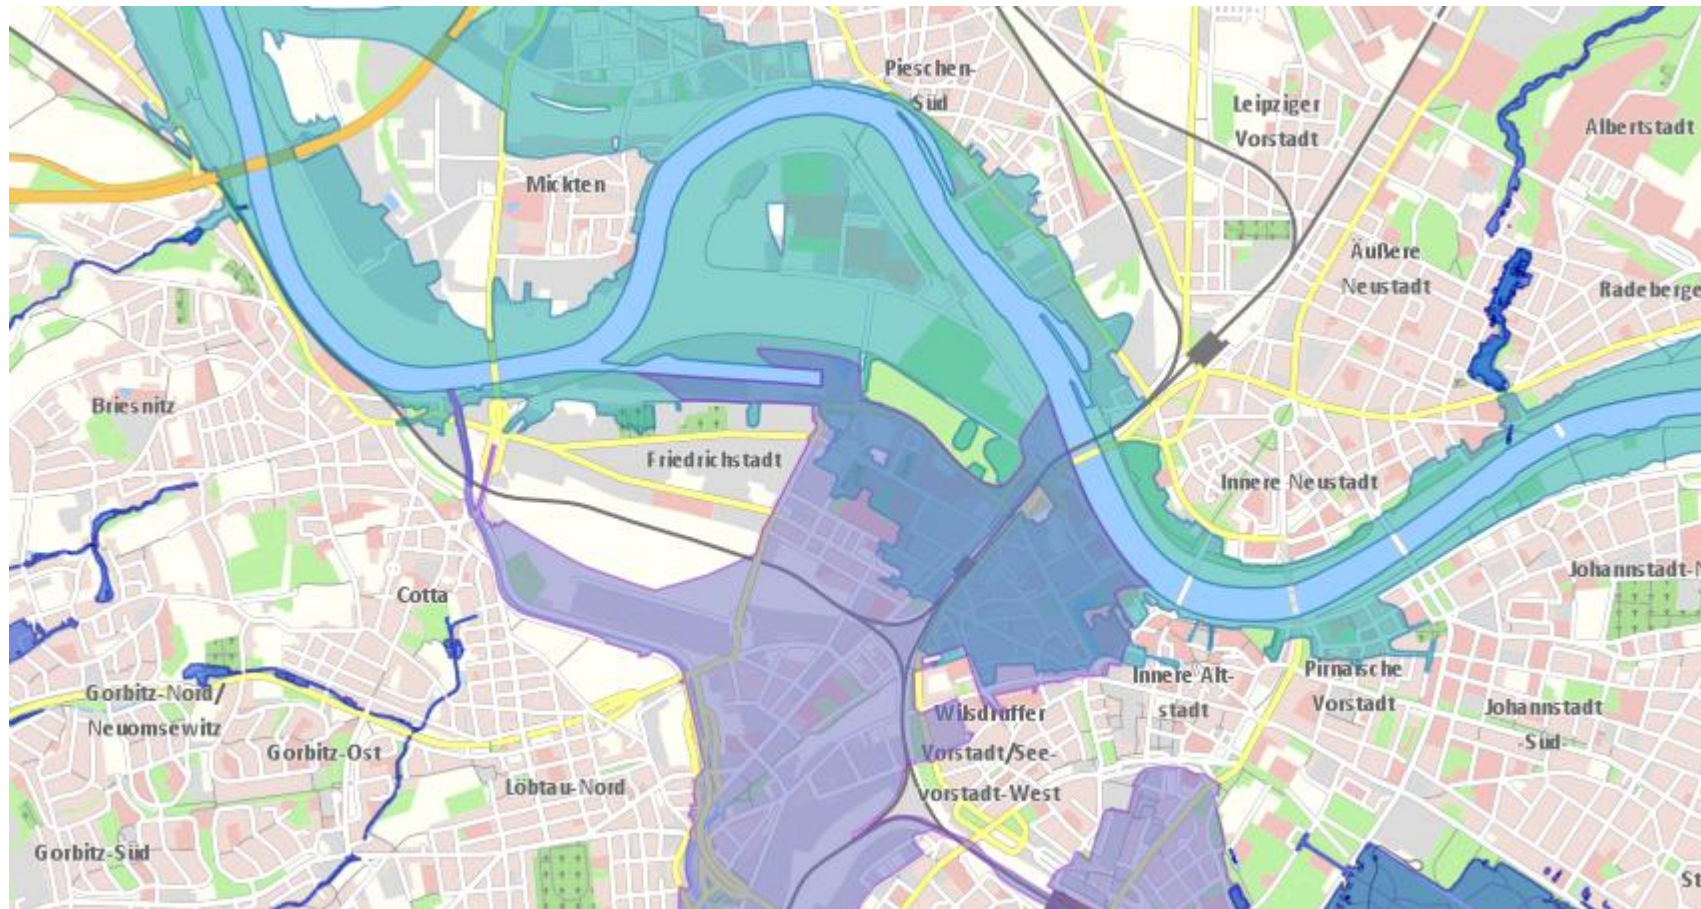 Pieschen-
Süd
Leipziger
Vorstadt
Albertstadt
Mickten
Äußere
Neustadt
Radeberge
Briesnitz
Friedrichstadt
Innere Neustadt
Johannstadt-N
Cotta
Innere Alt-
stadt
Pirnaische
Vorstadt
Gorbitz-Nord/
Neuomsewitz
Wilsdruffer
Vorstadt/See-
vorstadt-West
Johannstadt
-Süd-
Gorbitz-Ost
Löbtau-Nord
Gorbitz-Süd
St